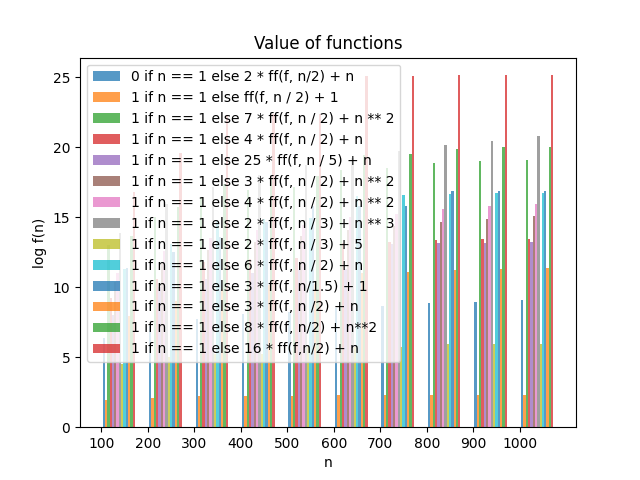 Value of functions
log f(n)
25
20
15
10
5
0
0 if n == 1 else 2 * ff(f, n/2) + n
1 if n == 1 else ff(f, n / 2) + 1
1 if n == 1 else 7 * ff(f, n / 2) + n ** 2
1 if n == 1 else 4 * ff(f, n / 2) + n
1 if n == 1 else 25 * ff(f, n / 5) + n
1 if n == 1 else 3 * ff(f, n / 2) + n ** 2
1 if n == 1 else 4 * ff(f, n / 2) + n ** 2
1 if n == 1 else 2 * ff(f, n / 3) + n ** 3
1 if n == 1 else 2 * ff(f, n / 3) + 5
1 if n == 1 else 6 * ff(f, n / 2) + n
1 if n == 1 else 3 * ff(f, n/1.5) + 1
1 if n == 1 else 3 * ff(f, n /2) + n
1 if n == 1 else 8 * ff(f, n/2) + n**2
1 if n == 1 else 16 * ff(f,n/2) + n
100 200 300 400 500 600 700 800 900 1000
n